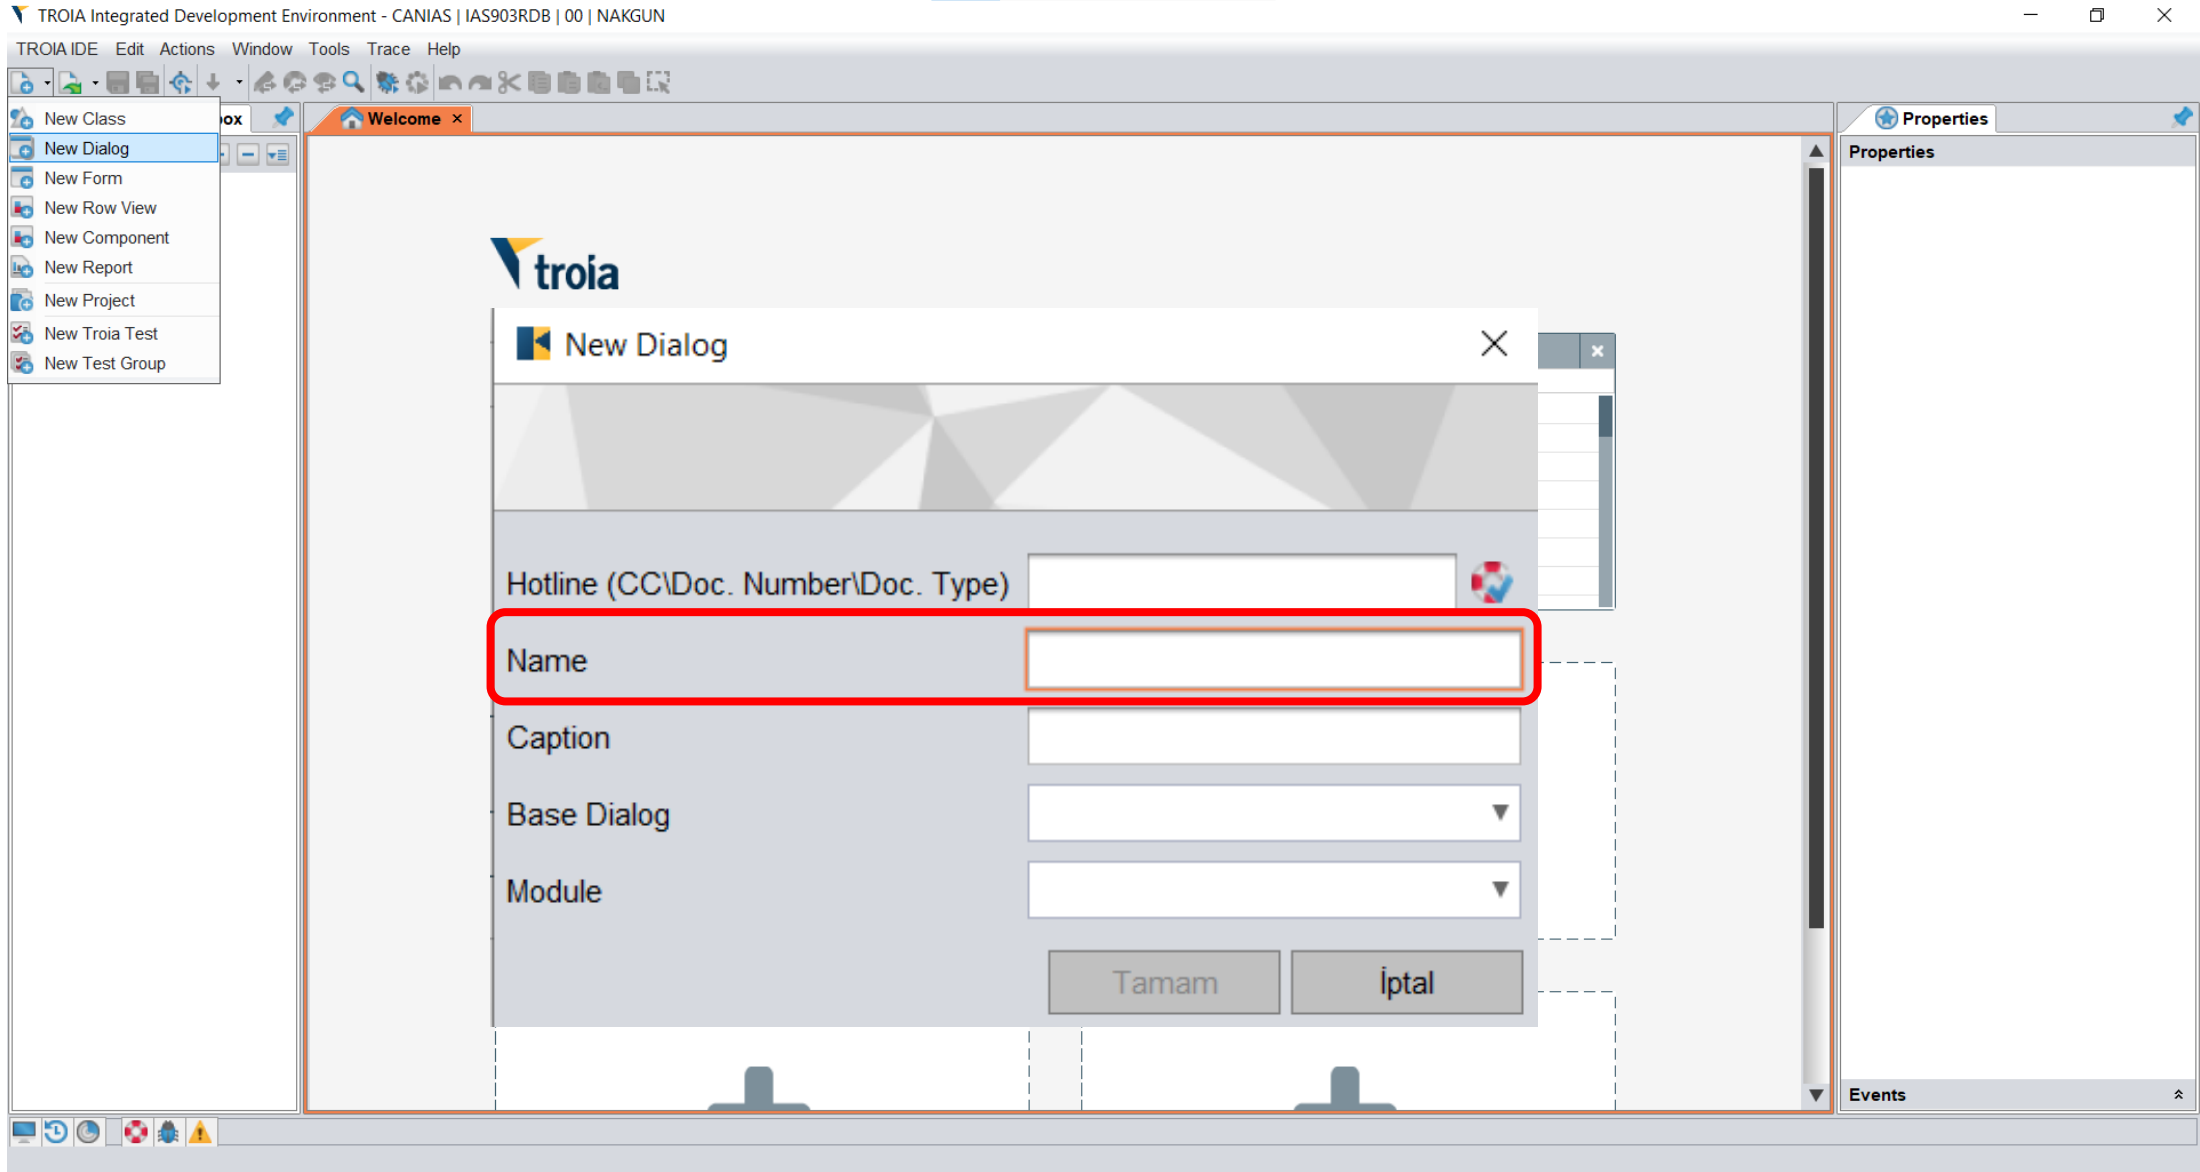 TROIA Integrated Development Environment - CANIAS | IAS903RDB | 00 | NAKGUN
TROIA IDE Edit Actions Window Tools Trace Help
New Class
New Dialog
New Form
New Row View
New Component
New Report
New Project
New Troia Test
New Test Group
box
Welcome
Properties
Properties
troia
New Dialog
Hotline (CC\Doc. Number\Doc. Type)
Name
Caption
Base Dialog
Module
Tamam İptal
Events